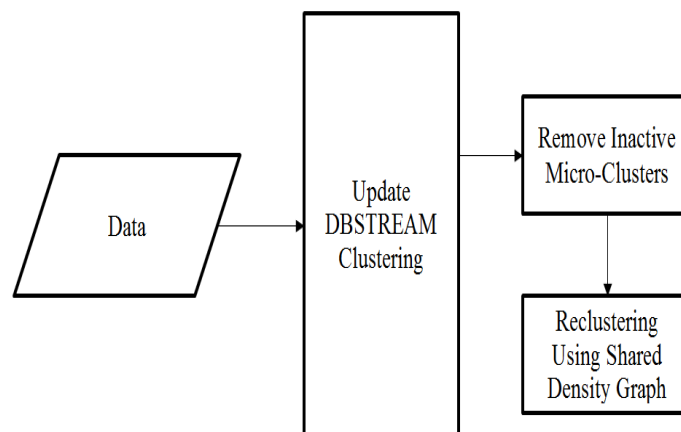 Data
Update
DBSTREAM
Clustering
Remove Inactive
Micro-Clusters
Reclustering
Using Shared
Density Graph